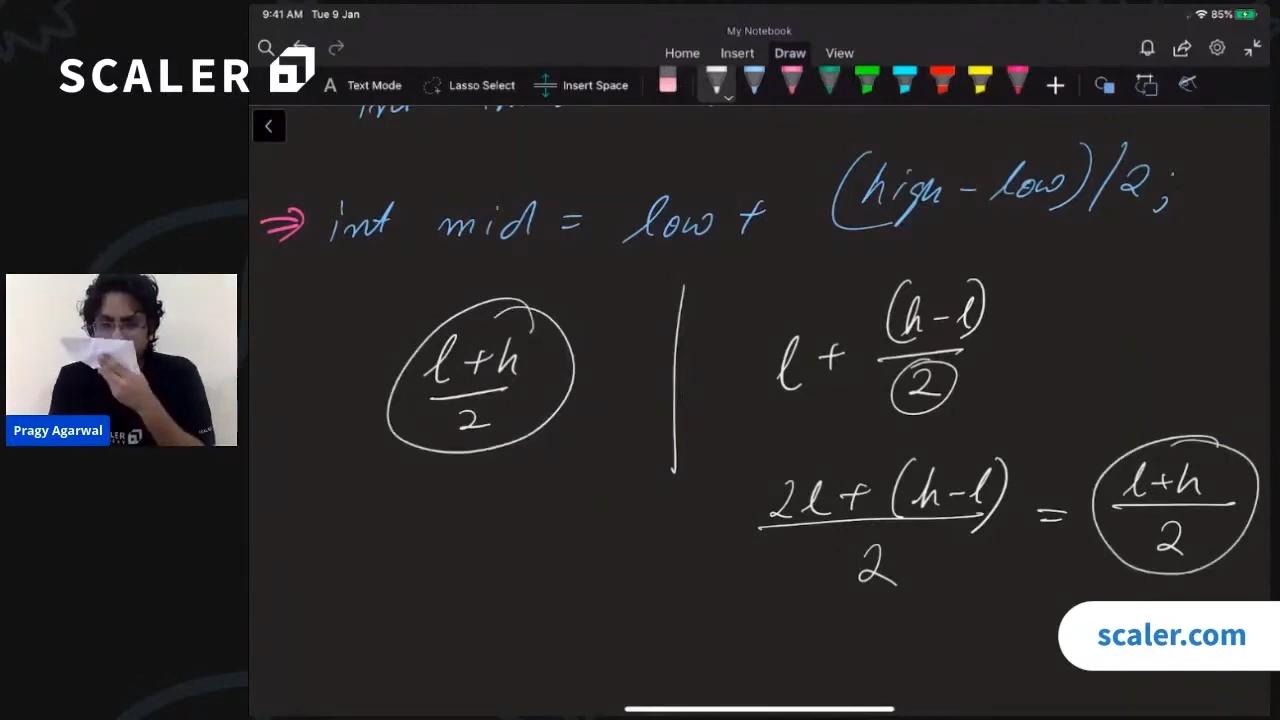 9:41 AM Tue 9 Jan
85%
My Notebook
Home Insert Draw View
SCALER
Text Mode Lasso Select Insert Space
int
int mid = low + (high - low)/2;
l+h
2
l + (h-l)
2
2l + (h-l) = l+h
2 2
Pragy Agarwal
scaler.com